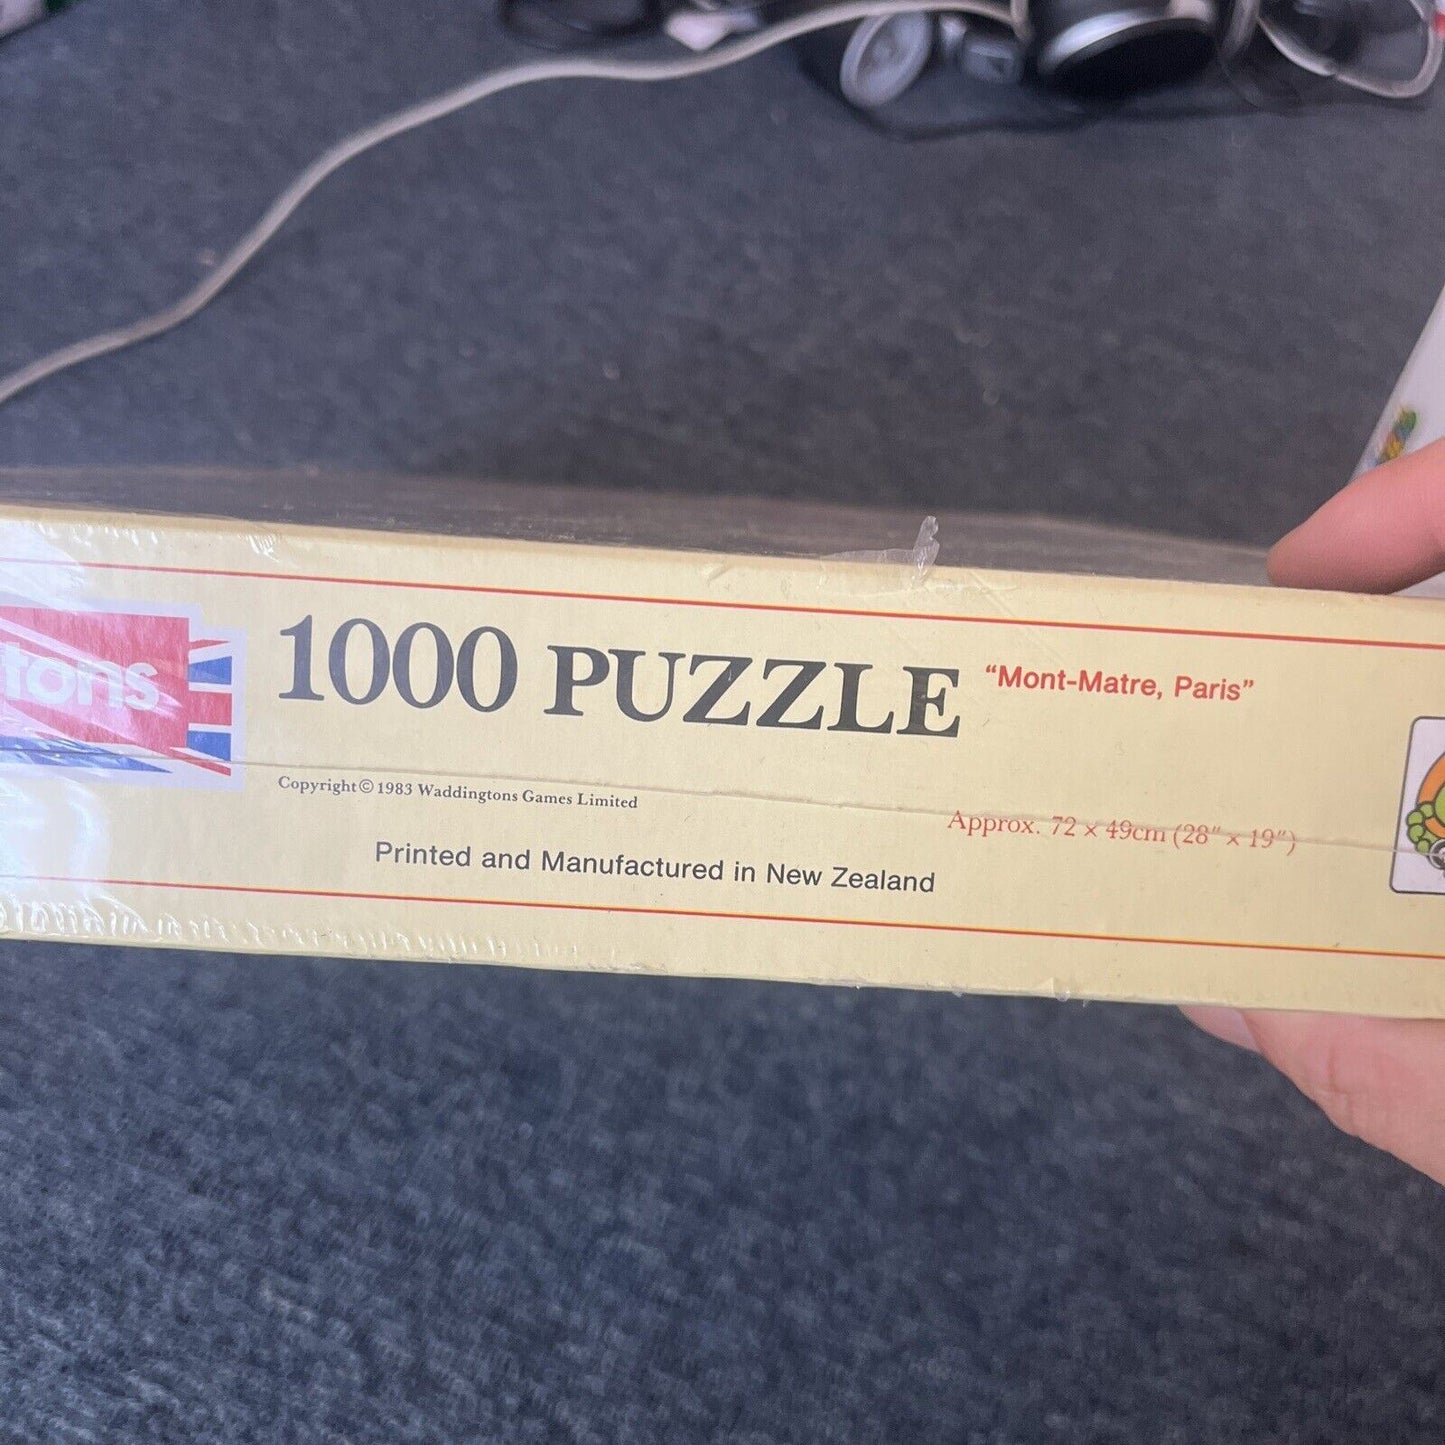 tons
1000 PUZZLE “Mont-Matre, Paris”
Copyright © 1983 Waddingtons Games Limited
Approx. 72 × 49cm (28″ × 19″)
Printed and Manufactured in New Zealand